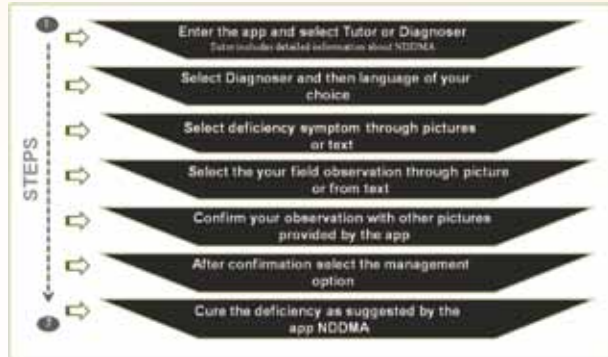 1
Enter the app and select Tutor or Diagnoser
Tutor includes detailed information about NDDMA
Select Diagnoser and then language of your
choice
Select deficiency symptom through pictures
or text
Select the your field observation through picture
or from text
Confirm your observation with other pictures
provided by the app
After confirmation select the management
option
Cure the deficiency as suggested by the
app NDDMA
STEPS